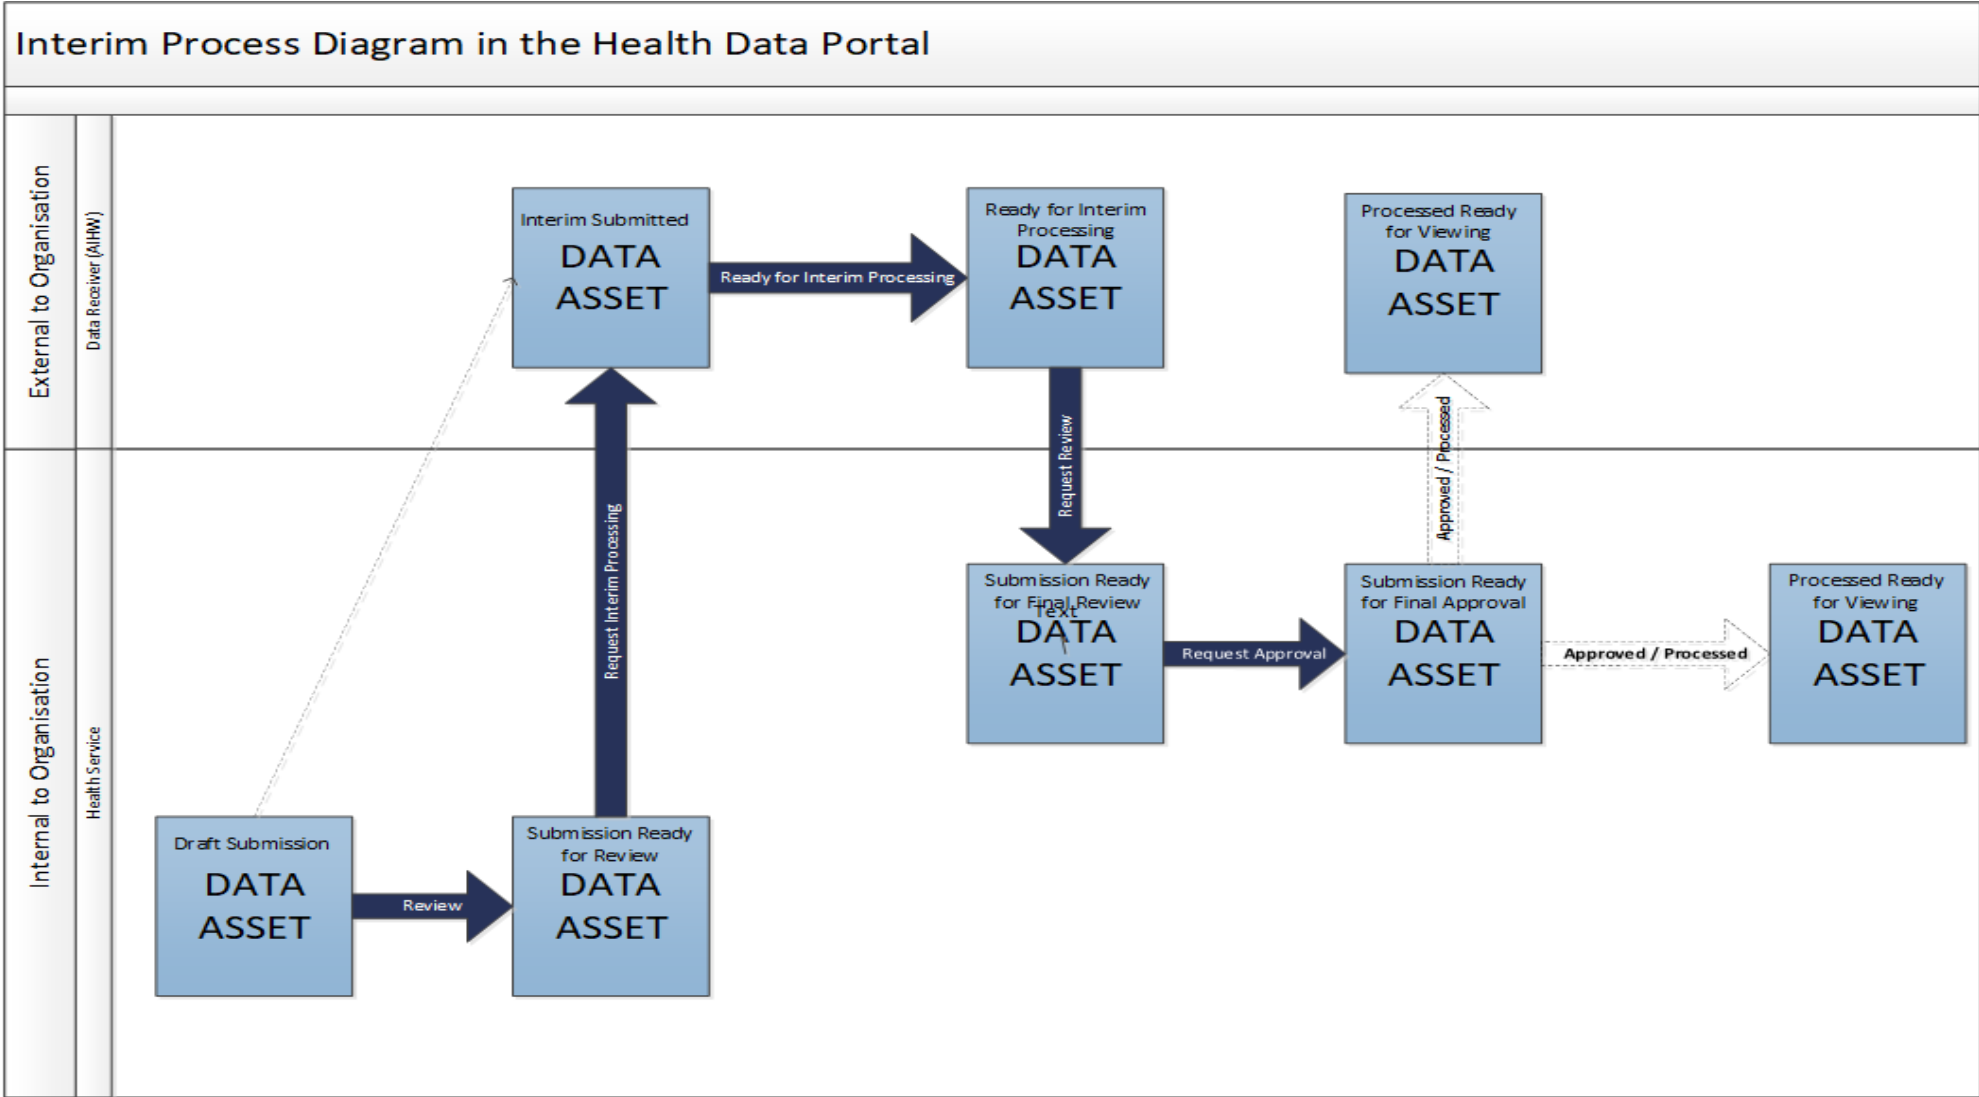 Interim Process Diagram in the Health Data Portal
External to Organisation
Data Receiver (AIHW)
Interim Submitted
DATA
ASSET
Ready for Interim Processing
Ready for Interim
Processing
DATA
ASSET
Processed Ready
for Viewing
DATA
ASSET
Request Interim Processing
Request Review
Approved / Processed
Internal to Organisation
Health Service
Submission Ready
for Final Review
Text
DATA
ASSET
Request Approval
Submission Ready
for Final Approval
DATA
ASSET
Approved / Processed
Processed Ready
for Viewing
DATA
ASSET
Draft Submission
DATA
ASSET
Review
Submission Ready
for Review
DATA
ASSET